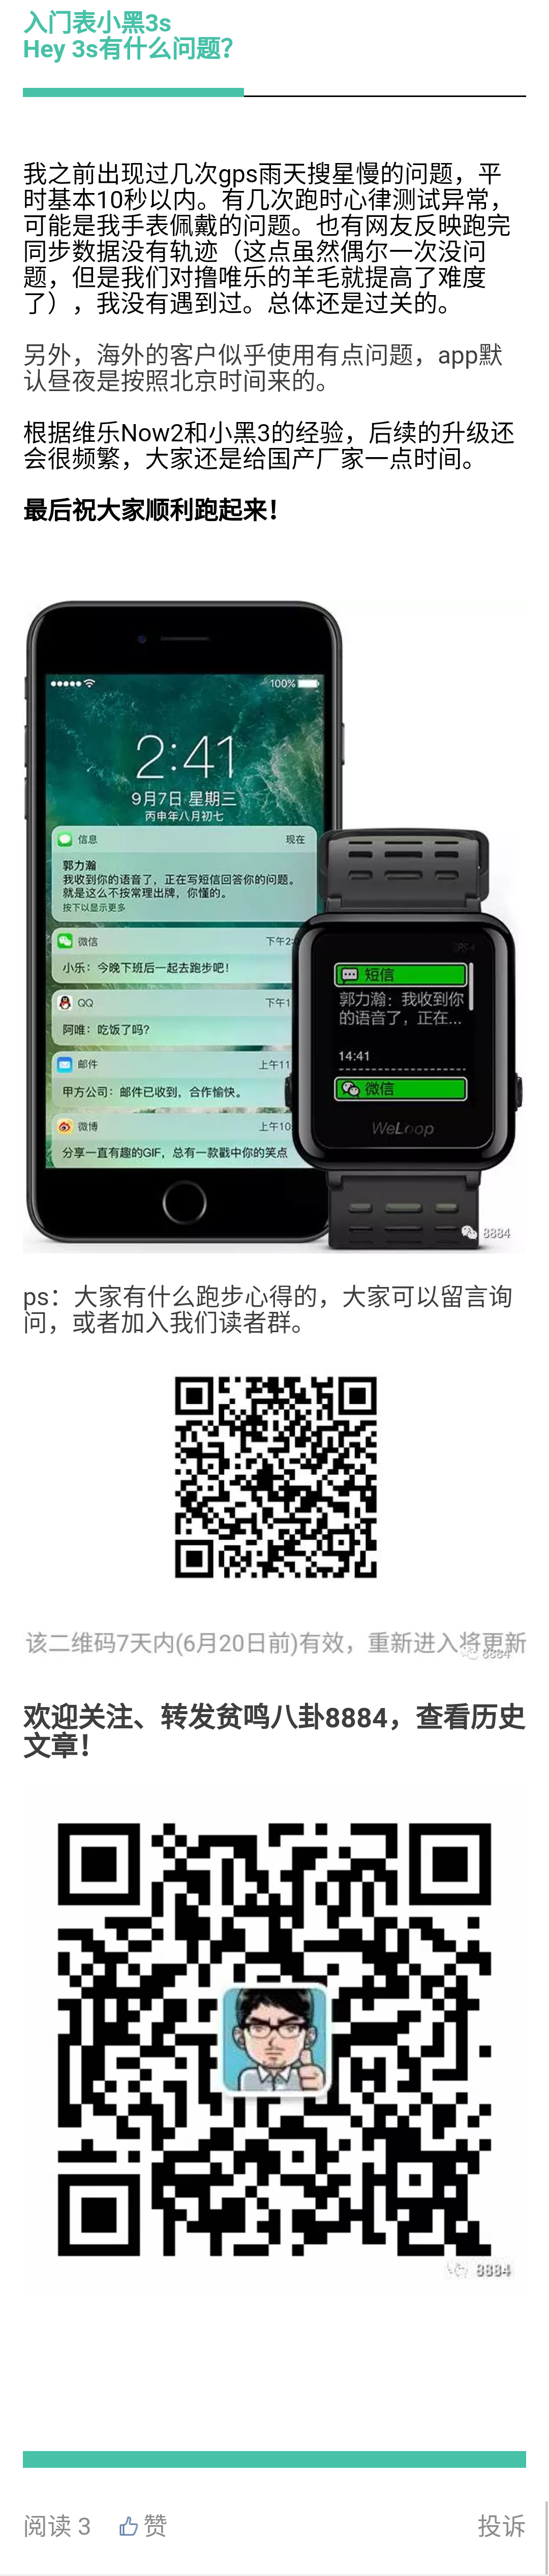 入门表小黑3s
Hey 3s有什么问题？
我之前出现过几次gps雨天搜星慢的问题，平
时基本10秒以内。有几次跑时心律测试异常，
可能是我手表佩戴的问题。也有网友反映跑完
同步数据没有轨迹（这点虽然偶尔一次没问
题，但是我们对撸唯乐的羊毛就提高了难度
了），我没有遇到过。总体还是过关的。
另外，海外的客户似乎使用有点问题，app默
认昼夜是按照北京时间来的。
根据维乐Now2和小黑3的经验，后续的升级还
会很频繁，大家还是给国产厂家一点时间。
最后祝大家顺利跑起来！
100%
2:41
9月7日 星期三
丙申年八月初七
信息 现在
郭力瀚
我收到你的语音了，正在写短信回答你的问题。
就是这么不按常理出牌，你懂的。
按下以显示更多
微信 下午2:
小乐：今晚下班后一起去跑步吧！
QQ 下午1
阿唯：吃饭了吗？
邮件 上午11
甲方公司：邮件已收到，合作愉快。
微博 上午10
分享一直有趣的GIF，总有一款戳中你的笑点
短信
郭力瀚：我收到你
的语音了，正在...
14:41
微信
WeLoop
8884
ps：大家有什么跑步心得的，大家可以留言询
问，或者加入我们读者群。
该二维码7天内(6月20日前)有效，重新进入将更新
8884
欢迎关注、转发贫鸣八卦8884，查看历史
文章！
8884
阅读 3 赞 投诉